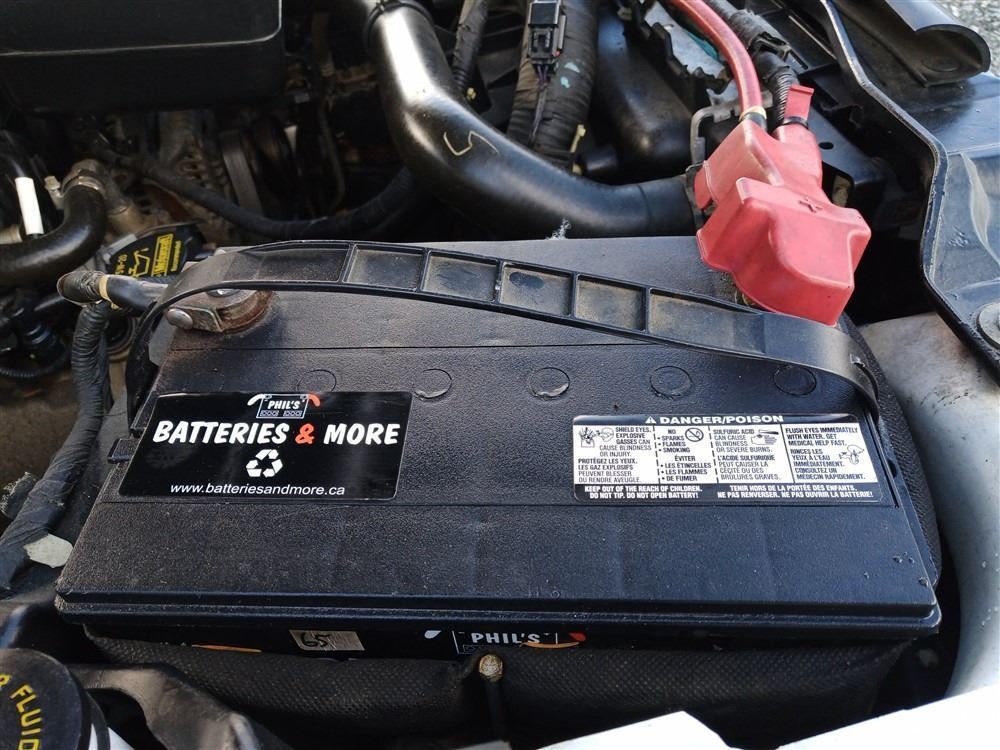 5
+
PHIL'S
BATTERIES & MORE
www.batteriesandmore.ca
DANGER/POISON
SHIELD EYES.
EXPLOSIVE
GASSES CAN
CAUSE BLINDNESS
OR INJURY.
PROTÉGEZ LES YEUX.
LES GAZ EXPLOSIFS
PEUVENT BLESSER
OU RENDRE AVEUGLE.
NO
• SPARKS
• FLAMES
• SMOKING
ÉVITER
• LES ÉTINCELLES
• LES FLAMMES
• DE FUMER
SULFURIC ACID
CAN CAUSE
BLINDNESS
OR SEVERE BURNS.
L'ACIDE SULFURIQUE
PEUT CAUSER LA
CÉCITÉ OU DES
BRÛLURES GRAVES.
FLUSH EYES IMMEDIATELY
WITH WATER. GET
MEDICAL HELP FAST.
RINCES LES
YEUX À L'EAU
IMMÉDIATEMENT.
CONSULTEZ UN
MÉDECIN RAPIDEMENT.
KEEP OUT OF THE REACH OF CHILDREN.
DO NOT TIP. DO NOT OPEN BATTERY!
TENIR HORS DE LA PORTÉE DES ENFANTS.
NE PAS RENVERSER. NE PAS OUVRIR LA BATTERIE!
65
PHIL'S
FLUID